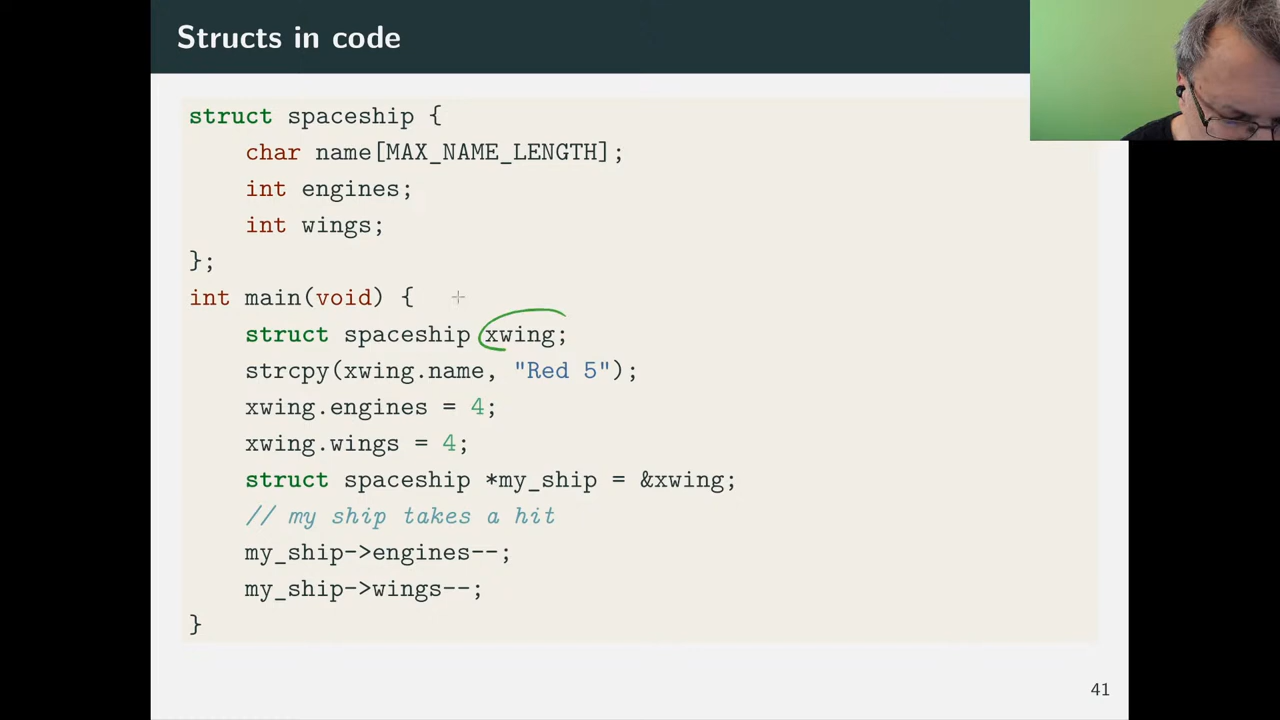 Structs in code
struct spaceship {
    char name[MAX_NAME_LENGTH];
    int engines;
    int wings;
};
int main(void) {
    struct spaceship xwing;
    strcpy(xwing.name, "Red 5");
    xwing.engines = 4;
    xwing.wings = 4;
    struct spaceship *my_ship = &xwing;
    // my ship takes a hit
    my_ship->engines--;
    my_ship->wings--;
}
41